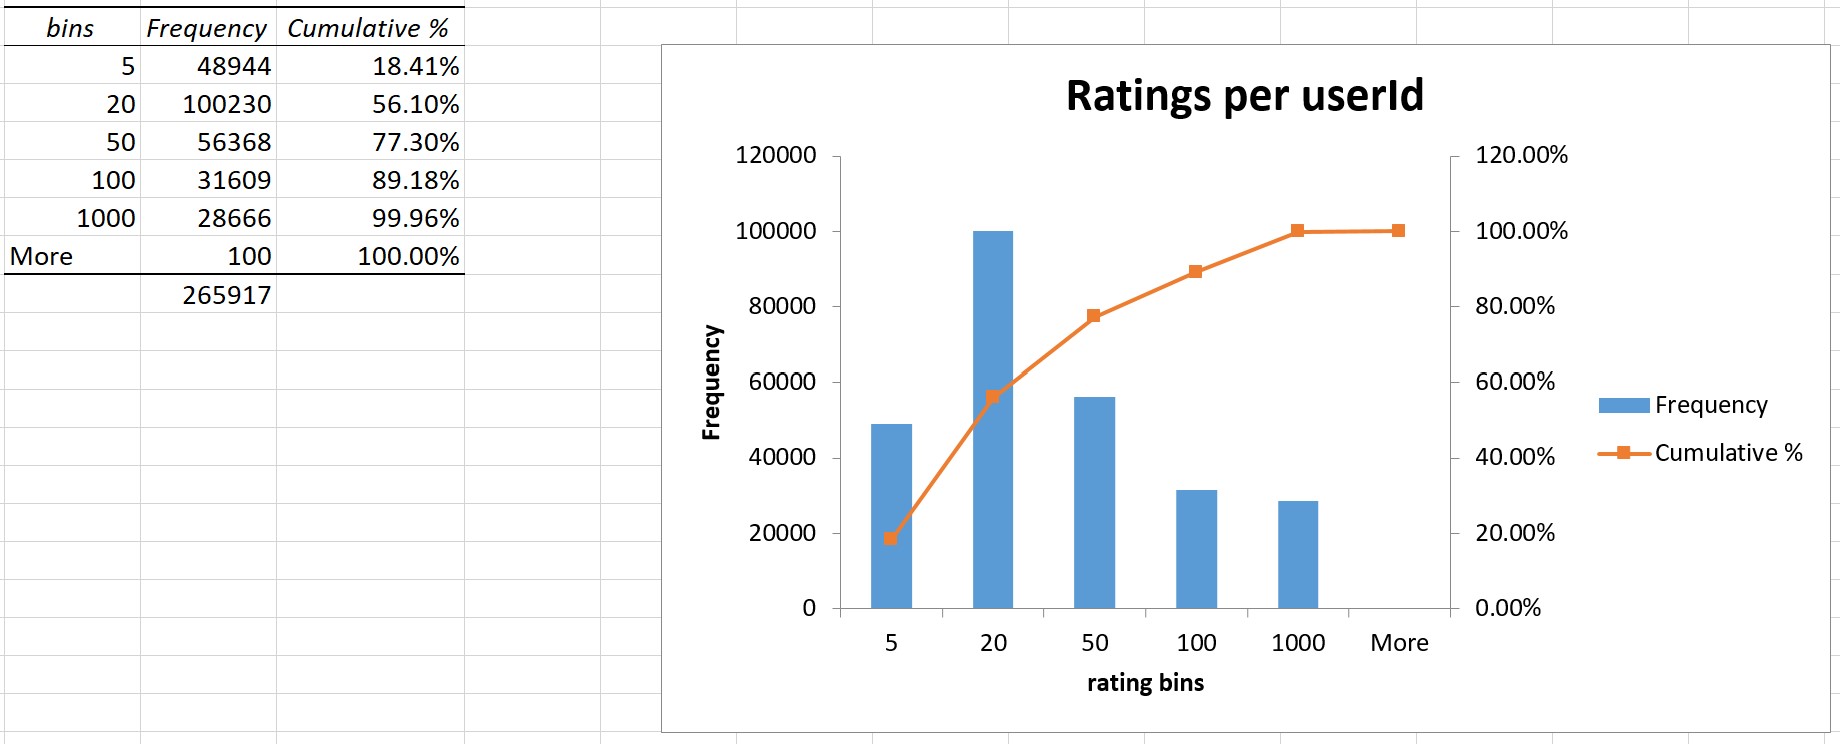 bins Frequency Cumulative %
5 48944 18.41%
20 100230 56.10%
50 56368 77.30%
100 31609 89.18%
1000 28666 99.96%
More 100 100.00%
265917
Ratings per userId
120000 120.00%
100000 100.00%
80000 80.00%
60000 60.00%
40000 40.00%
20000 20.00%
0 0.00%
Frequency
5 20 50 100 1000 More
rating bins
Frequency
Cumulative %